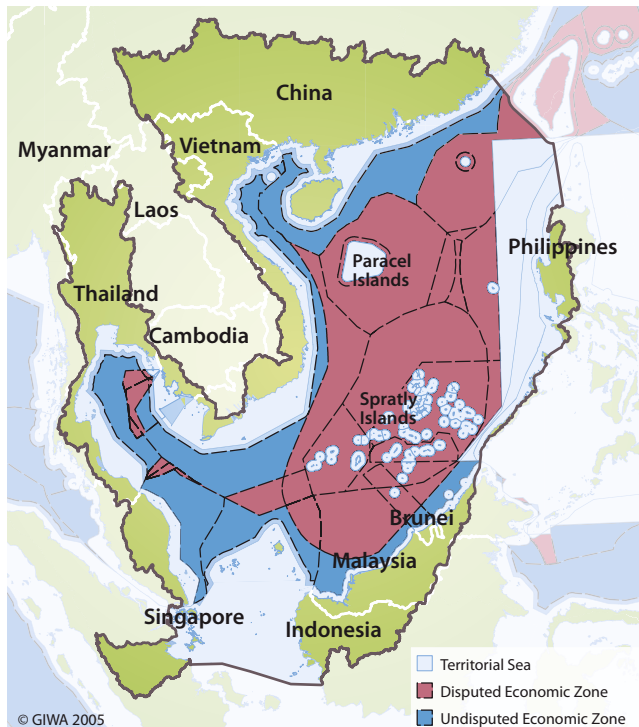 China
Myanmar
Vietnam
Laos
Philippines
Paracel
Islands
Thailand
Cambodia
Spratly
Islands
Brunei
Malaysia
Singapore
Indonesia
Territorial Sea
Disputed Economic Zone
© GIWA 2005
Undisputed Economic Zone